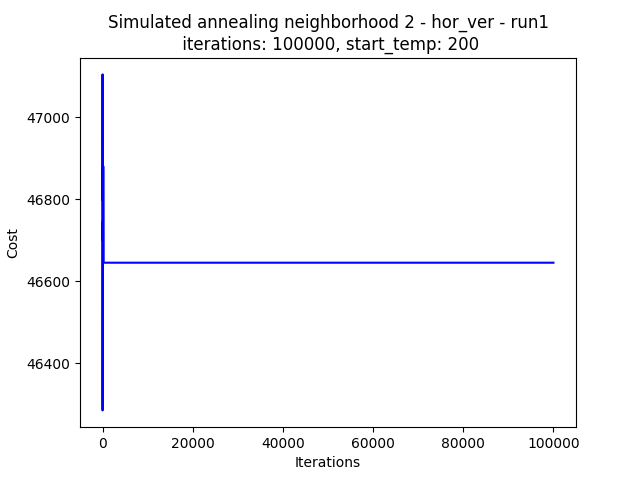 Simulated annealing neighborhood 2 - hor_ver - run1
iterations: 100000, start_temp: 200
47000
46800
46600
46400
Cost
0 20000 40000 60000 80000 100000
Iterations